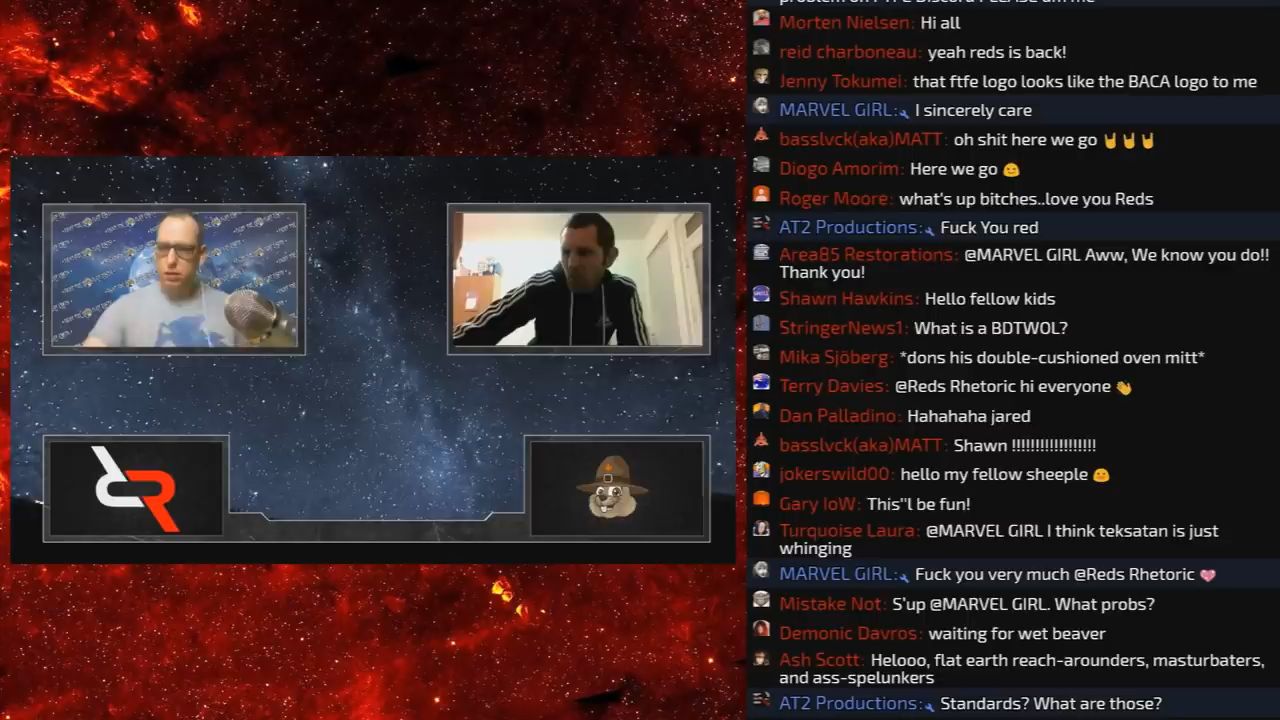 Morten Nielsen: Hi all
reid charboneau: yeah reds is back!
Jenny Tokumei: that ftfe logo looks like the BACA logo to me
MARVEL GIRL: I sincerely care
basslvck(aka)MATT: oh shit here we go 🤘🤘🤘
Diogo Amorim: Here we go 😊
Roger Moore: what's up bitches..love you Reds
AT2 Productions: Fuck You red
Area85 Restorations: @MARVEL GIRL Aww, We know you do!!
Thank you!
Shawn Hawkins: Hello fellow kids
StringerNews1: What is a BDTWOL?
Mika Sjöberg: *dons his double-cushioned oven mitt*
Terry Davies: @Reds Rhetoric hi everyone 👋
Dan Palladino: Hahahaha jared
basslvck(aka)MATT: Shawn !!!!!!!!!!!!!!!!!!
jokerswild00: hello my fellow sheeple 😊
Gary IoW: This"l be fun!
Turquoise Laura: @MARVEL GIRL I think teksatan is just
whinging
MARVEL GIRL: Fuck you very much @Reds Rhetoric 💗
Mistake Not: S'up @MARVEL GIRL. What probs?
Demonic Davros: waiting for wet beaver
Ash Scott: Helooo, flat earth reach-arounders, masturbaters,
and ass-spelunkers
AT2 Productions: Standards? What are those?